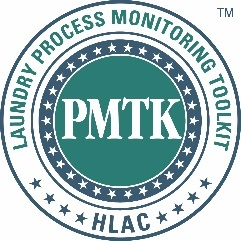 LAUNDRY PROCESS MONITORING TOOLKIT
TM
PMTK
HLAC